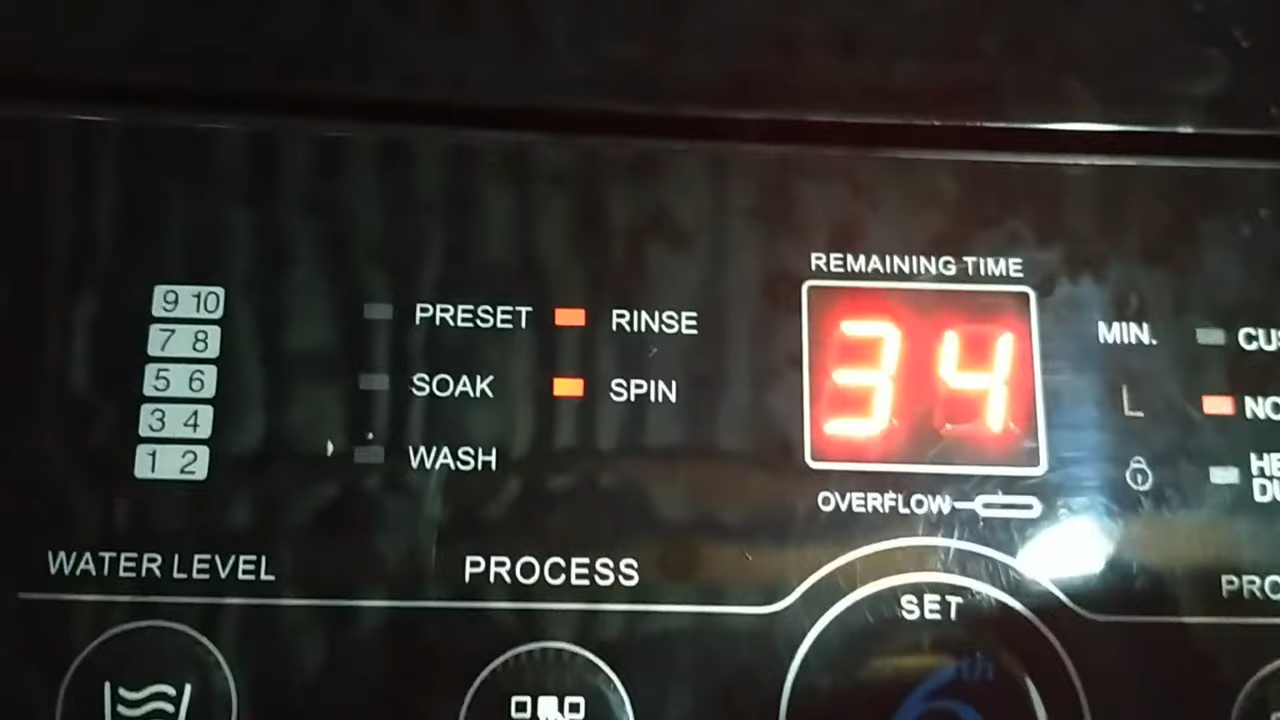 REMAINING TIME
9 10
7 8
5 6
3 4
1 2
PRESET
SOAK
WASH
RINSE
SPIN
34
MIN.
L
OVERFLOW
WATER LEVEL
PROCESS
SET
6th